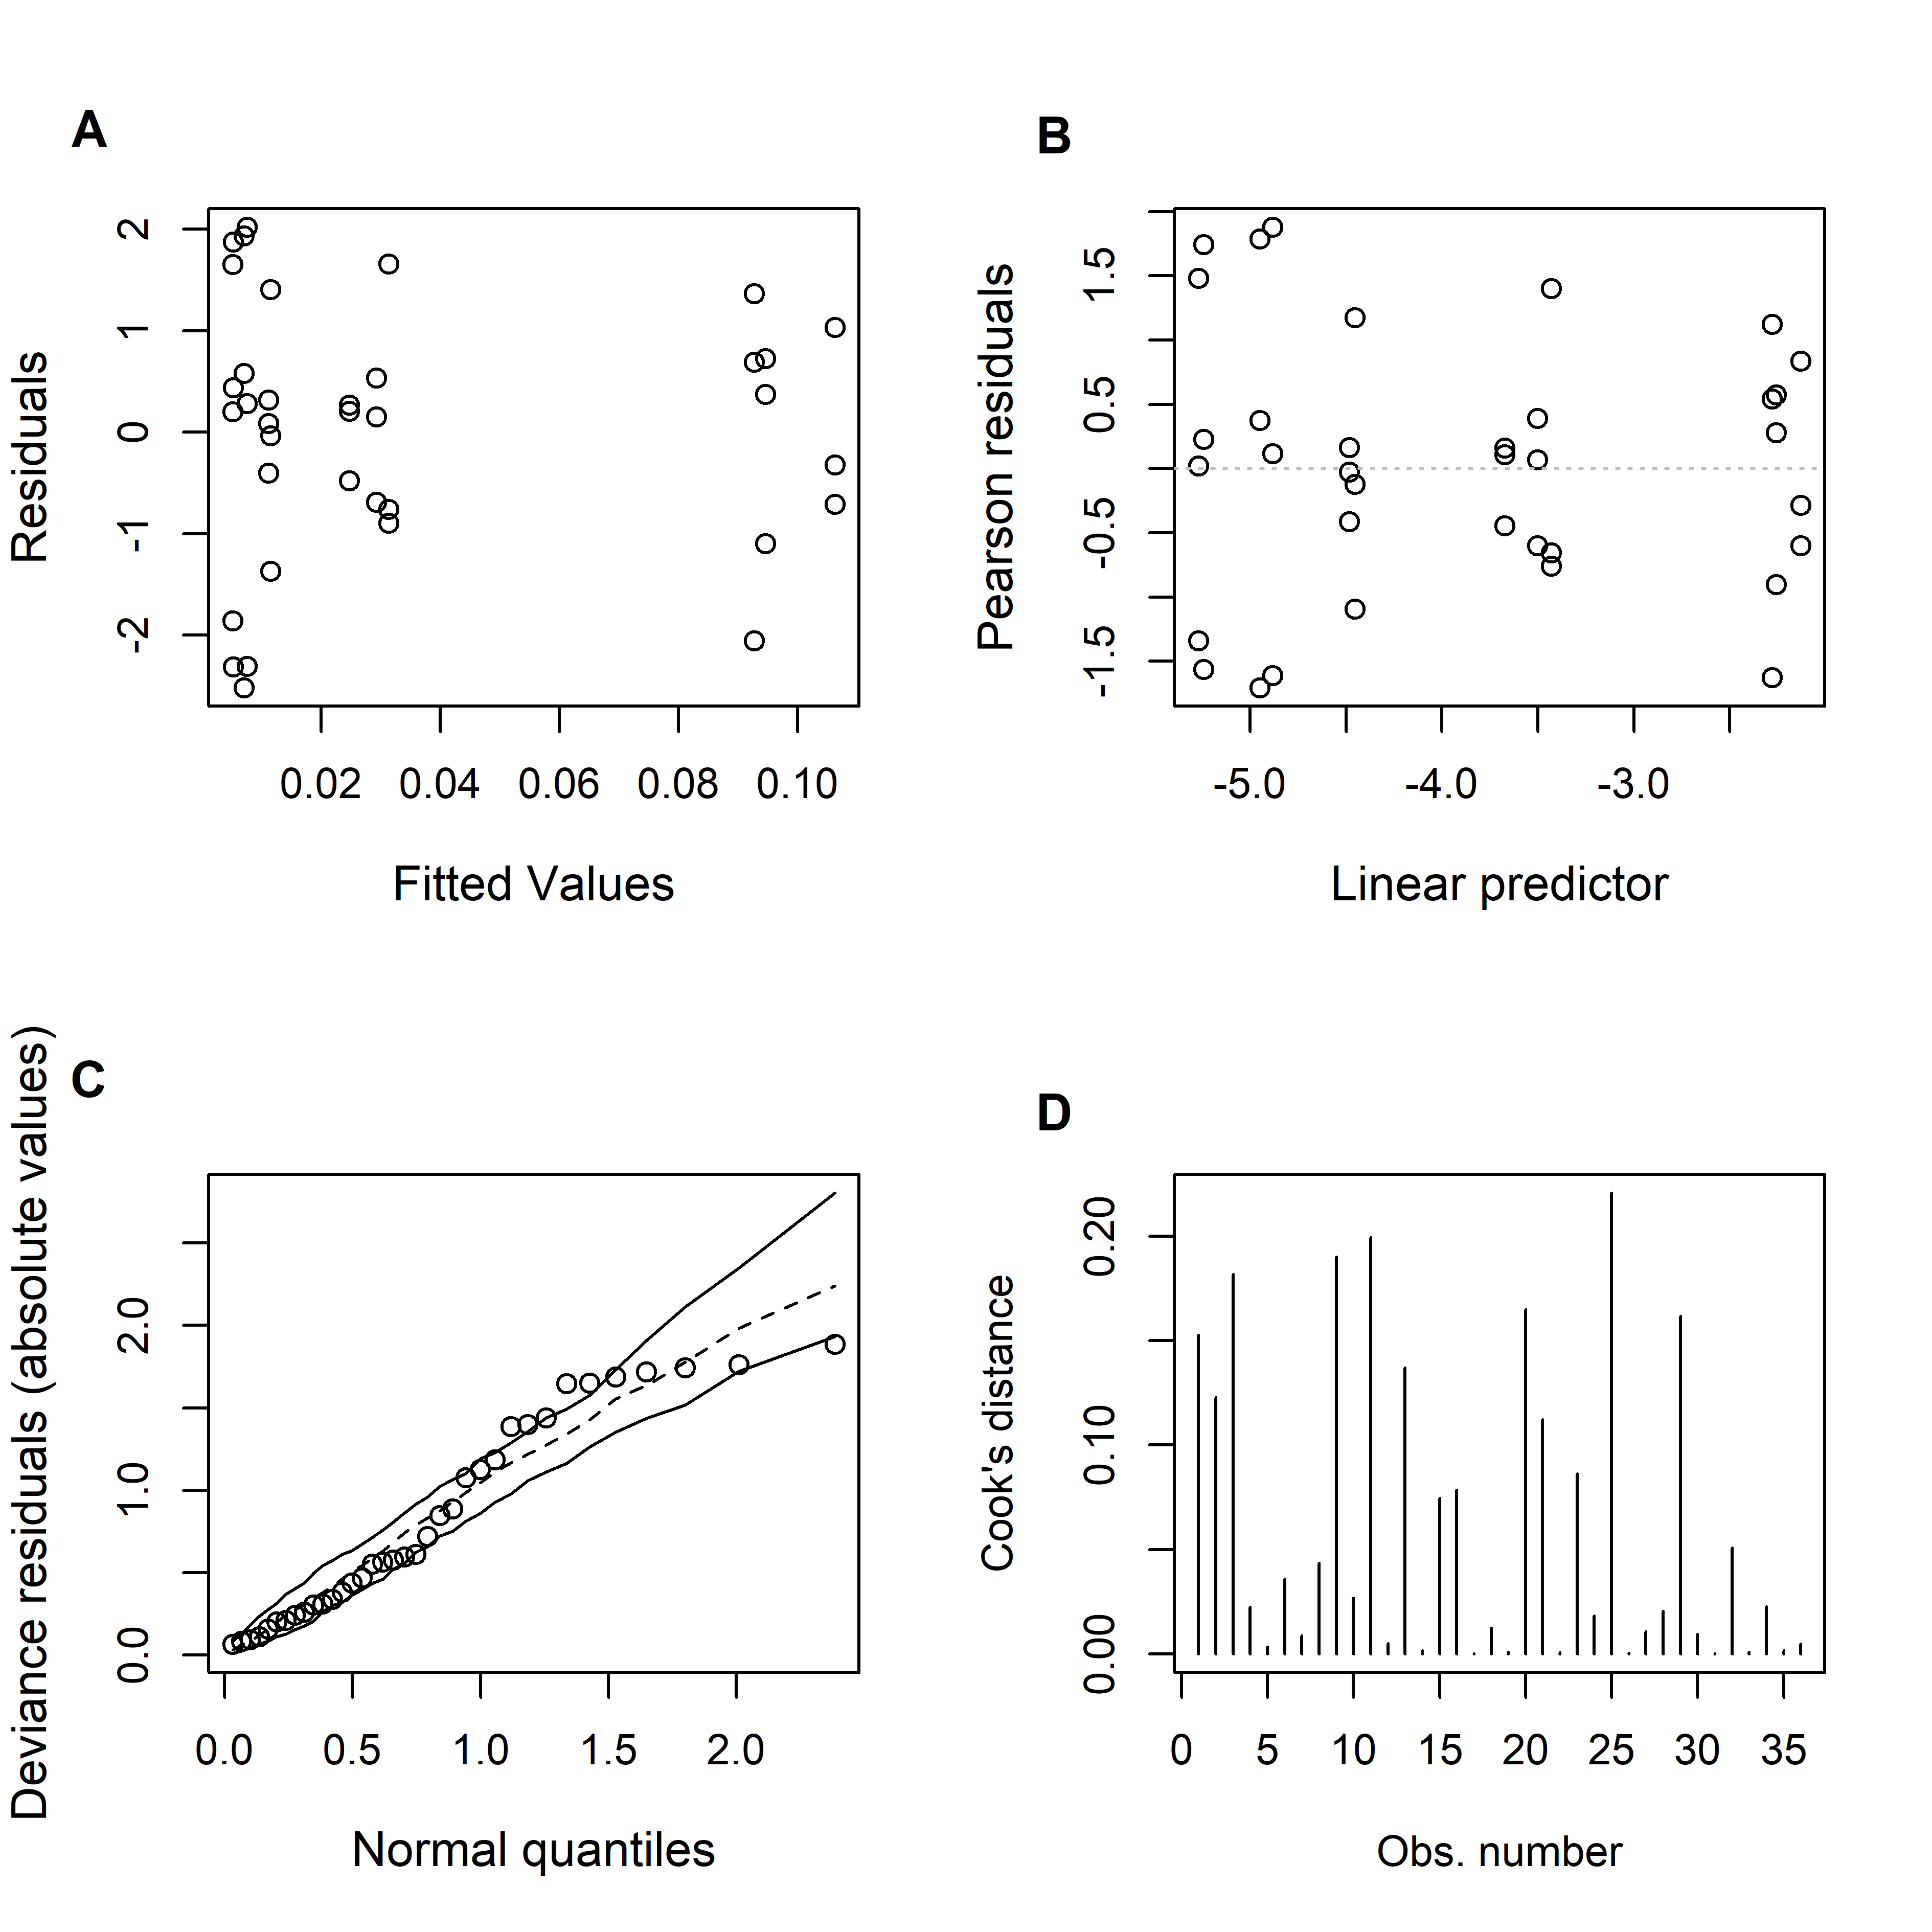 A
Residuals
2
1
0
-1
-2
0.02 0.04 0.06 0.08 0.10
Fitted Values
B
Pearson residuals
1.5
0.5
-0.5
-1.5
-5.0 -4.0 -3.0
Linear predictor
C
Deviance residuals (absolute values)
2.0
1.0
0.0
0.0 0.5 1.0 1.5 2.0
Normal quantiles
D
Cook's distance
0.20
0.10
0.00
0 5 10 15 20 25 30 35
Obs. number